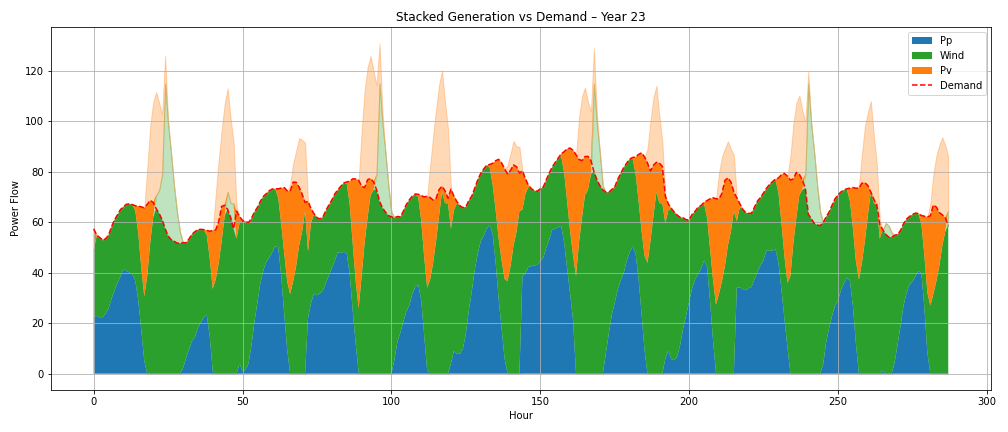 Stacked Generation vs Demand – Year 23
Power Flow
120
100
80
60
40
20
0
0 50 100 150 200 250 300
Hour
Pp
Wind
Pv
Demand